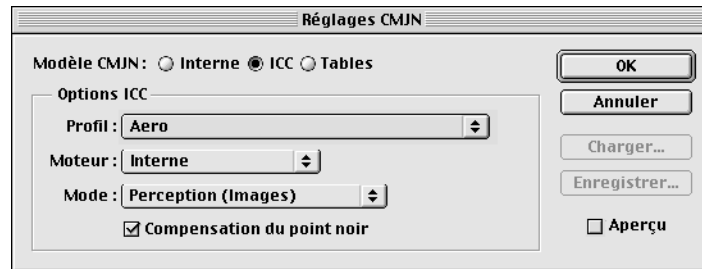 Réglages CMJN
Modèle CMJN : Interne ICC Tables
OK
Options ICC
Annuler
Profil : Aero
Charger...
Moteur : Interne
Enregistrer...
Mode : Perception (Images)
Compensation du point noir
Aperçu